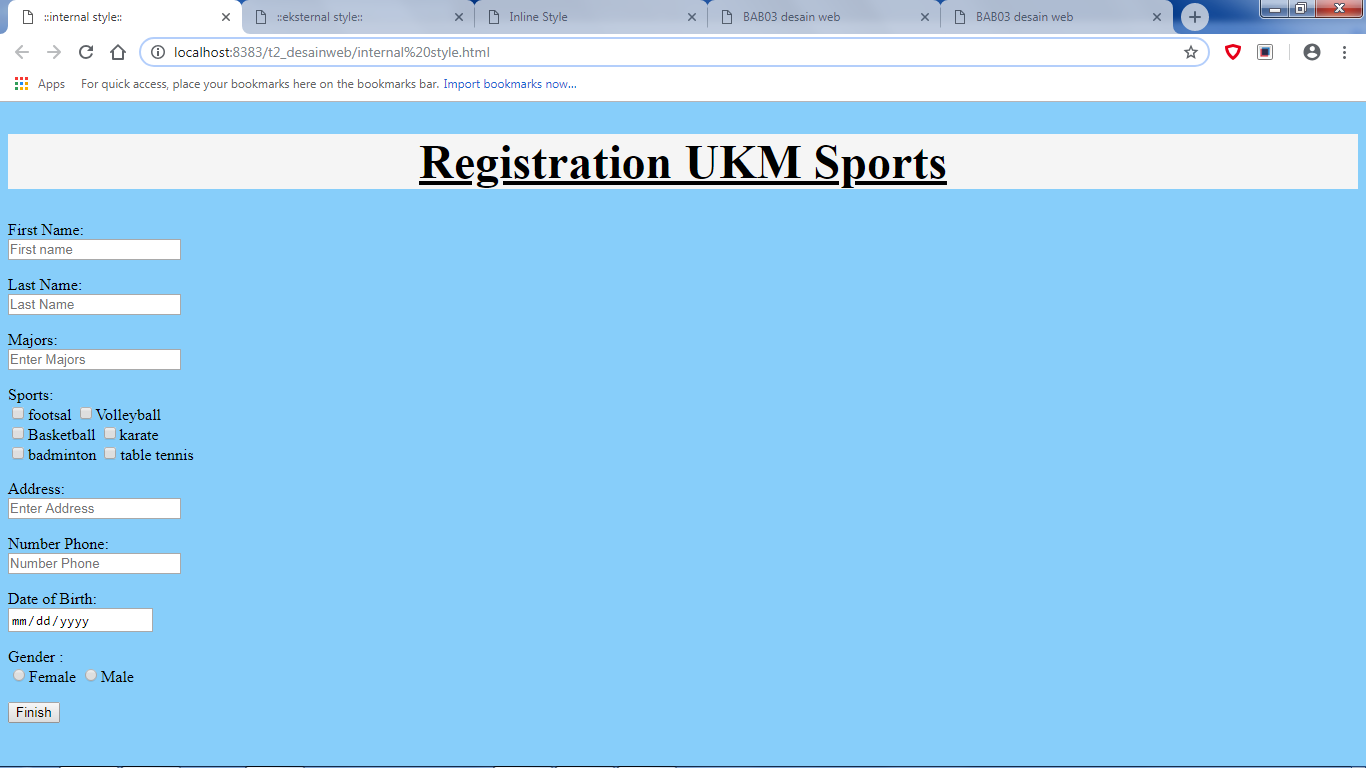 ::internal style:: ::eksternal style:: Inline Style BAB03 desain web BAB03 desain web
localhost:8383/t2_desainweb/internal%20style.html
Apps For quick access, place your bookmarks here on the bookmarks bar. Import bookmarks now...
Registration UKM Sports
First Name:
First name
Last Name:
Last Name
Majors:
Enter Majors
Sports:
footsal Volleyball
Basketball karate
badminton table tennis
Address:
Enter Address
Number Phone:
Number Phone
Date of Birth:
mm/dd/yyyy
Gender :
Female Male
Finish